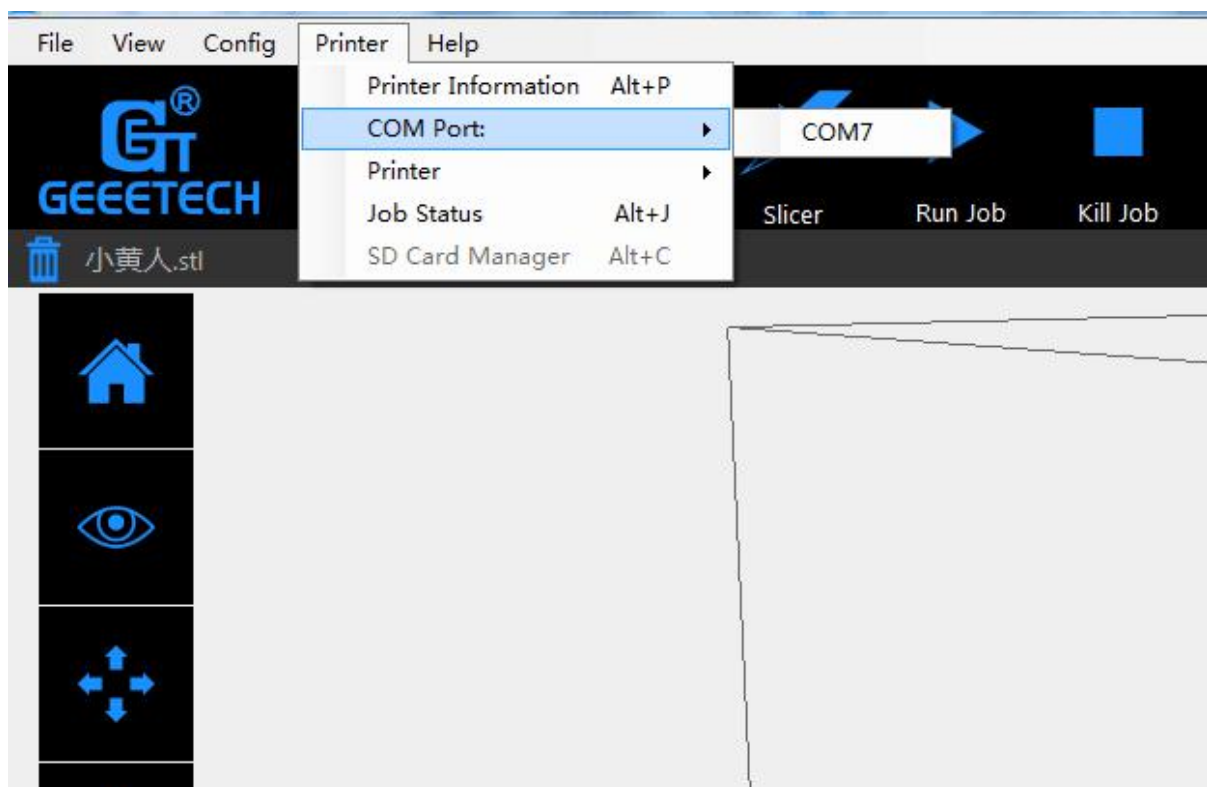 File View Config Printer Help
Printer Information Alt+P
COM Port:
COM7
Printer
Job Status Alt+J
SD Card Manager Alt+C
GEEETECH
®
Slicer Run Job Kill Job
小黄人.stl